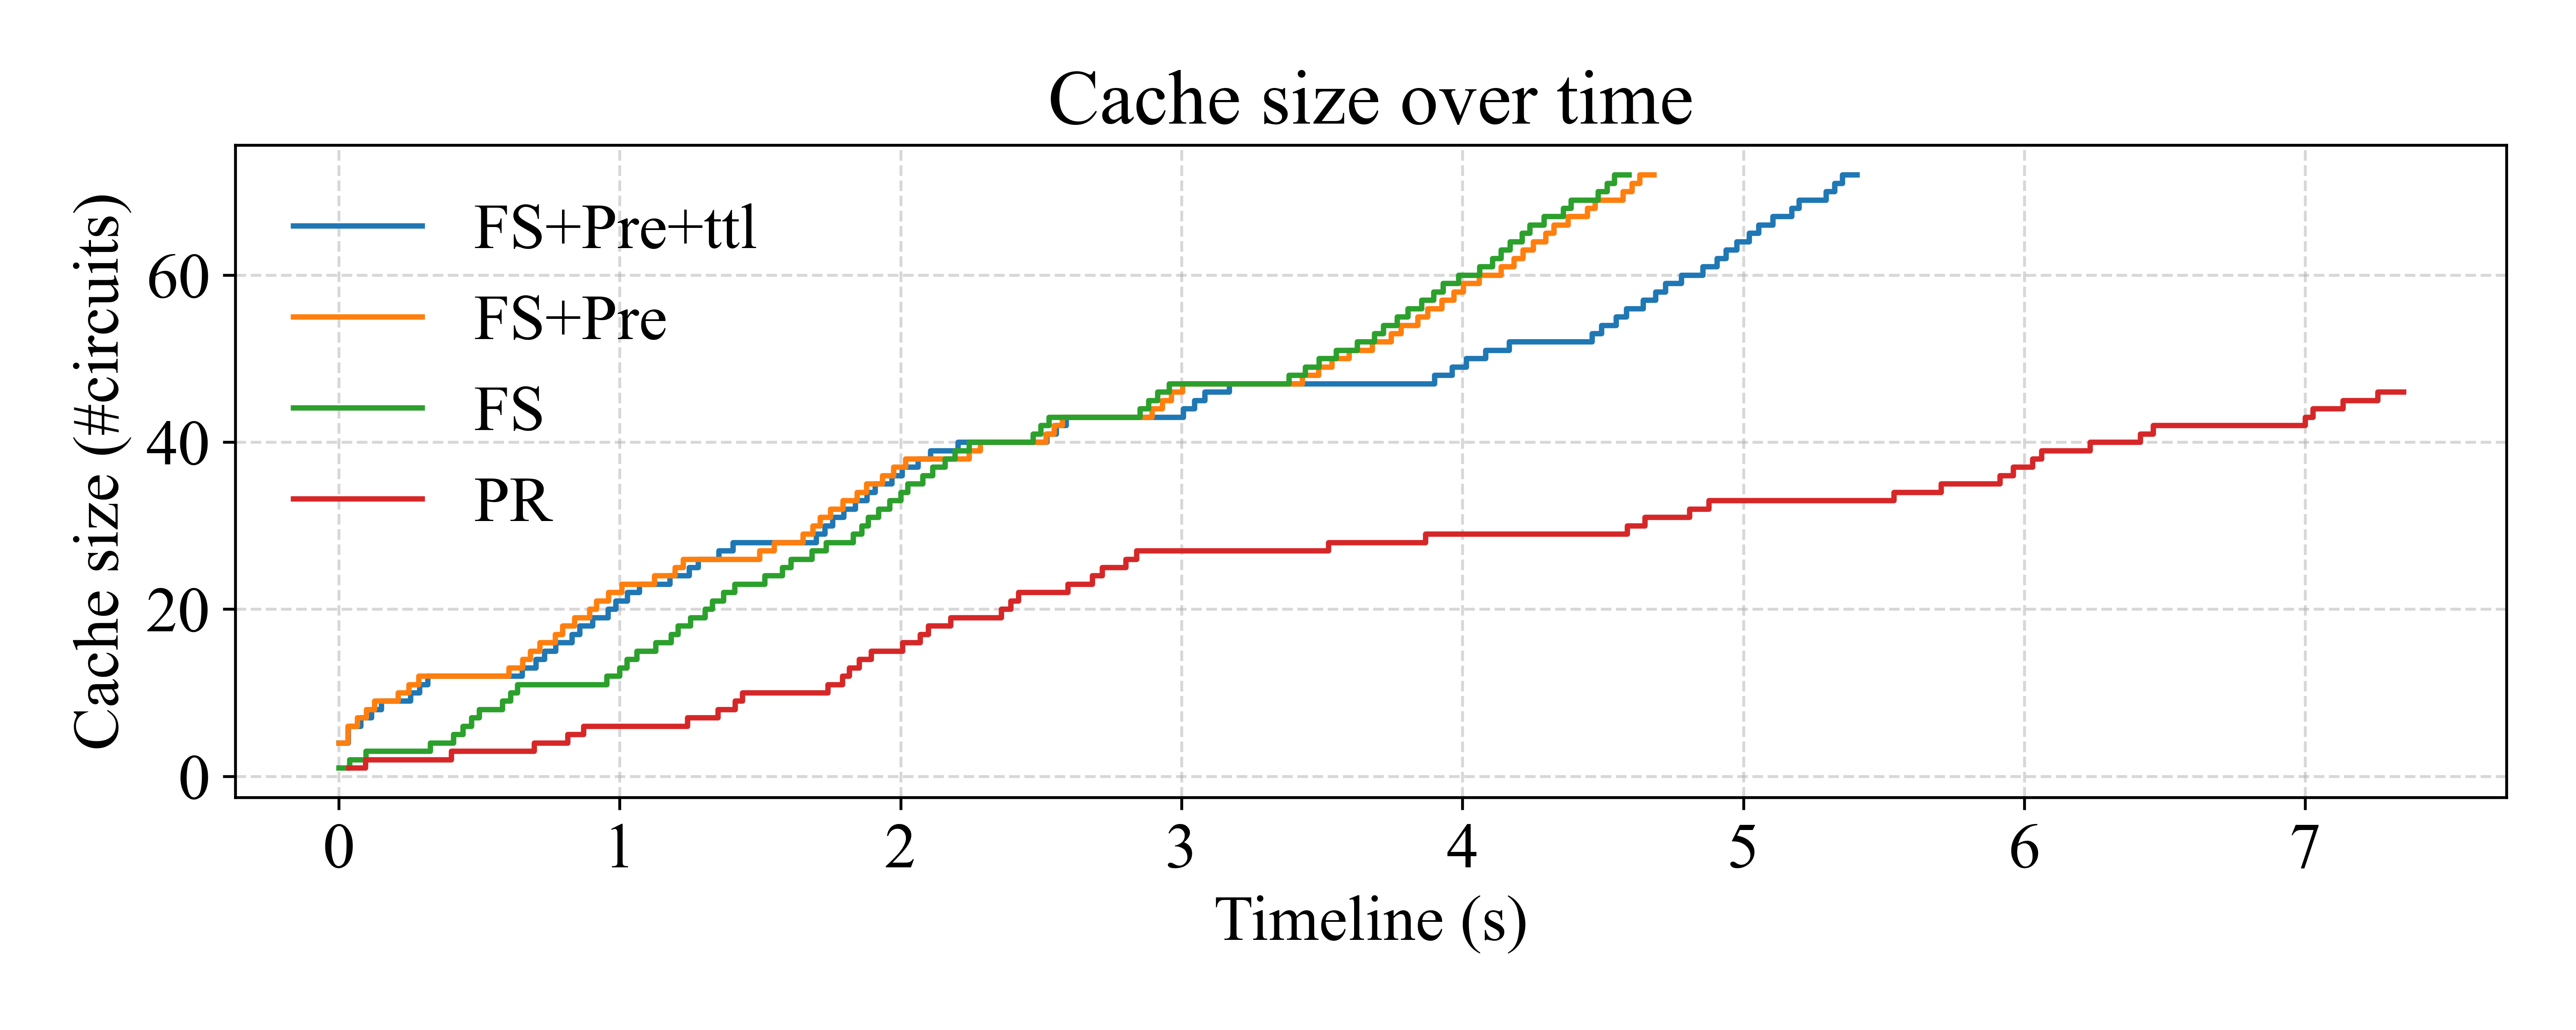 Cache size over time
Cache size (#circuits)
60
40
20
0
FS+Pre+ttl
FS+Pre
FS
PR
0 1 2 3 4 5 6 7
Timeline (s)